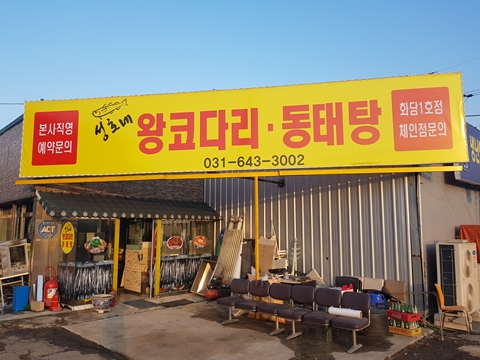 본사직영
예약문의
성호네
왕코다리·동태탕
031-643-3002
화담1호점
체인점문의
ADT